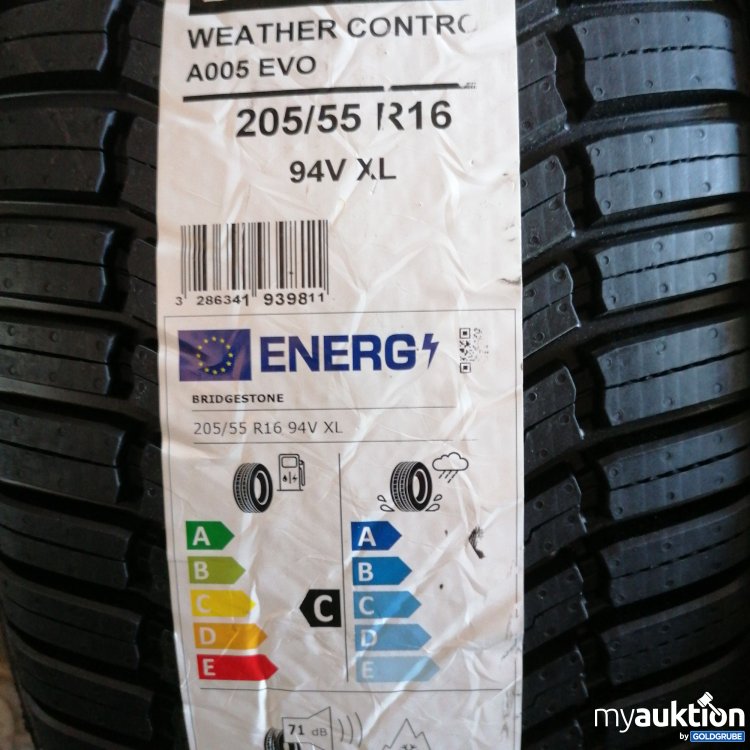 WEATHER CONTRO
A005 EVO
205/55 R16
94V XL
3 286341 939811
ENERG
BRIDGESTONE
205/55 R16 94V XL
A
B
C
D
E
C
A
B
C
D
E
71 dB
myauktion
by GOLDGRUBE